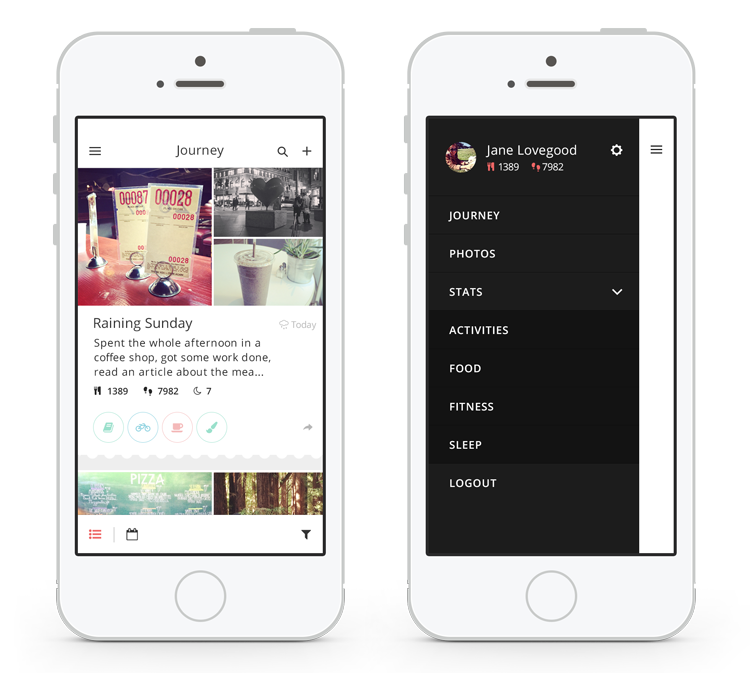 Journey
00087
00028
00028
00028
00028
Raining Sunday
Today
Spent the whole afternoon in a
coffee shop, got some work done,
read an article about the mea...
1389 7982 7
PIZZA
Jane Lovegood
1389 7982
JOURNEY
PHOTOS
STATS
ACTIVITIES
FOOD
FITNESS
SLEEP
LOGOUT